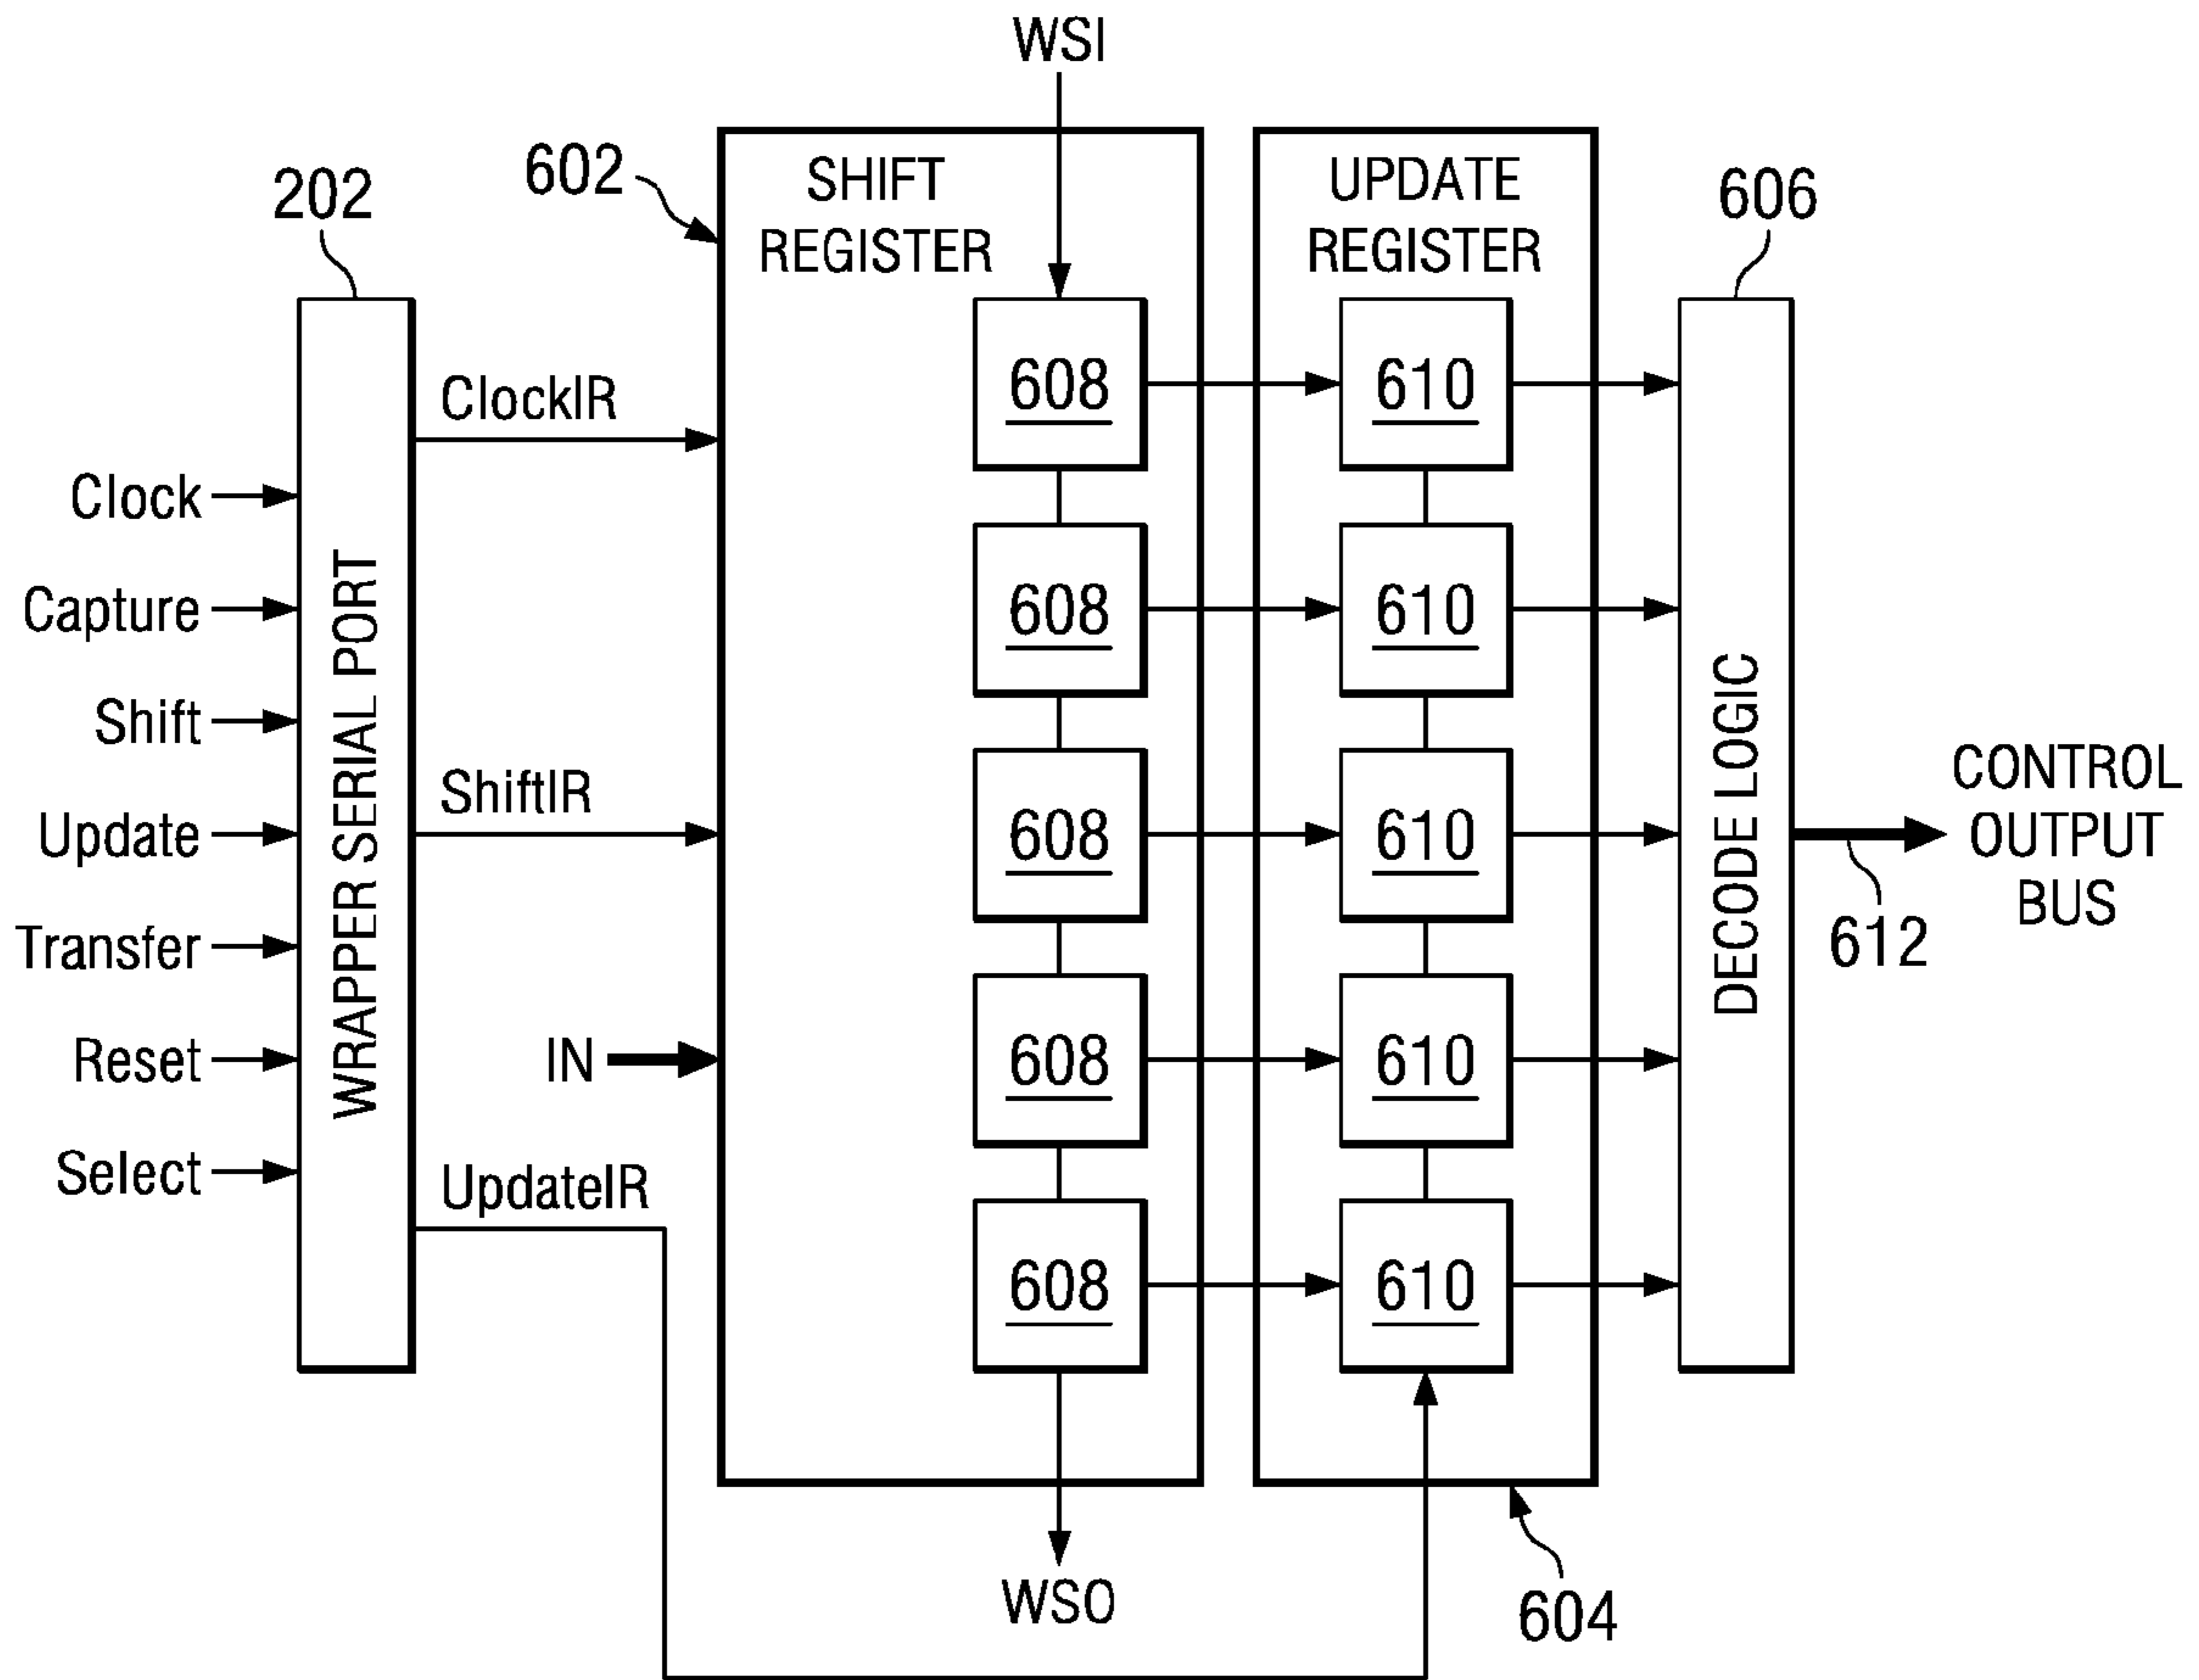 WSI
202
602
SHIFT
REGISTER
UPDATE
REGISTER
606
WRAPPER SERIAL PORT
Clock
Capture
Shift
Update
Transfer
Reset
Select
ClockIR
ShiftIR
IN
UpdateIR
608
610
608
610
608
610
608
610
608
610
DECODE LOGIC
CONTROL
OUTPUT
BUS
612
WSO
604